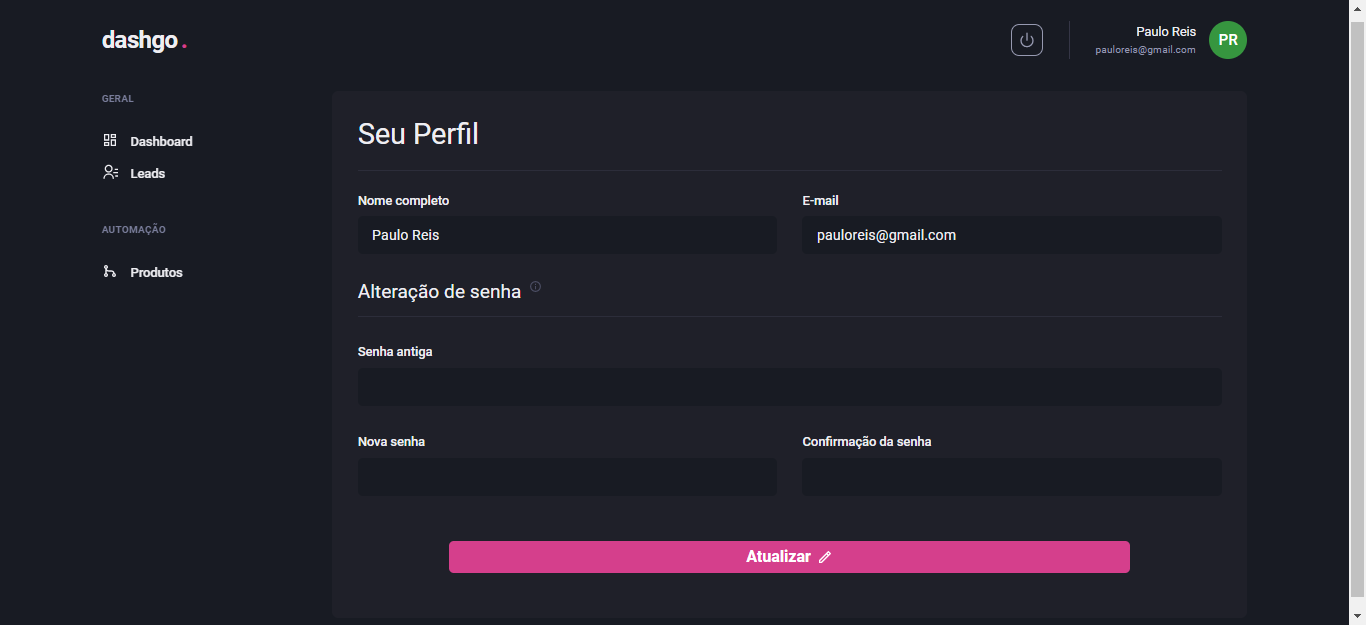 dashgo .
Paulo Reis
pauloreis@gmail.com
PR
GERAL
Dashboard
Leads
AUTOMAÇÃO
Produtos
Seu Perfil
Nome completo
E-mail
Paulo Reis
pauloreis@gmail.com
Alteração de senha
Senha antiga
Nova senha
Confirmação da senha
Atualizar